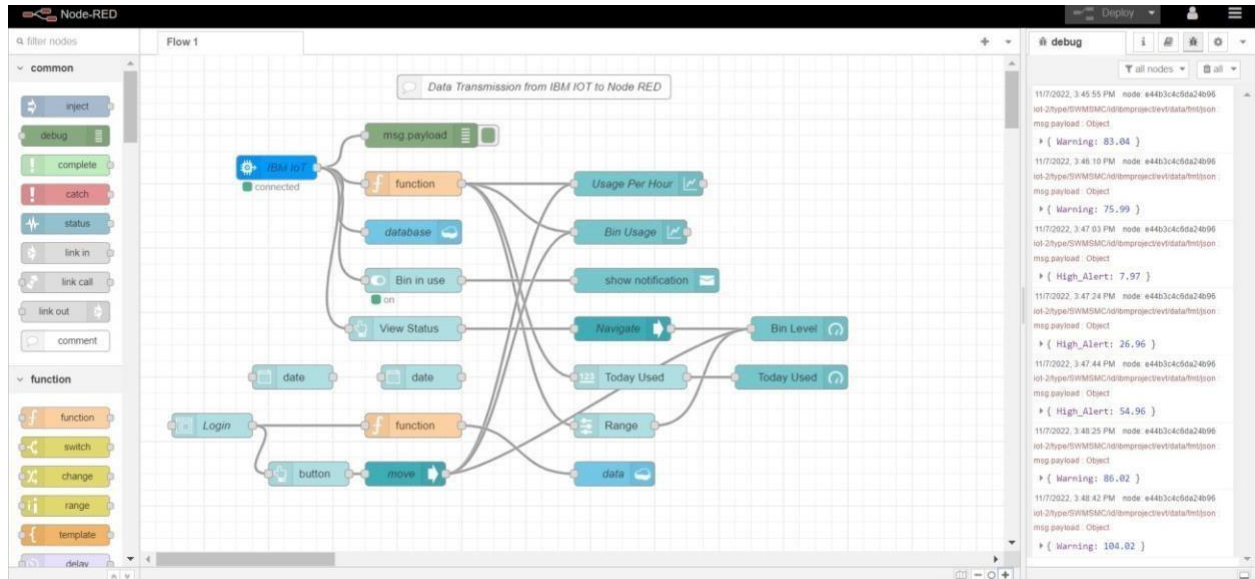 Node-RED
Deploy
filter nodes
common
inject
debug
complete
catch
status
link in
link call
link out
comment
function
function
switch
change
range
template
delay
Flow 1
Data Transmission from IBM IOT to Node RED
msg.payload
IBM IoT
connected
function
Usage Per Hour
database
Bin Usage
Bin in use
on
show notification
View Status
Navigate
Bin Level
date
date
Today Used
Today Used
Login
function
Range
button
move
data
debug
all nodes
all
11/7/2022, 3:45:55 PM node: e44b3c4c6da24b96
iot-2/type/SWMSMC/id/ibmproject/evt/data/fmt/json :
msg.payload : Object
{ Warning: 83.04 }
11/7/2022, 3:46:10 PM node: e44b3c4c6da24b96
iot-2/type/SWMSMC/id/ibmproject/evt/data/fmt/json :
msg.payload : Object
{ Warning: 75.99 }
11/7/2022, 3:47:03 PM node: e44b3c4c6da24b96
iot-2/type/SWMSMC/id/ibmproject/evt/data/fmt/json :
msg.payload : Object
{ High_Alert: 7.97 }
11/7/2022, 3:47:24 PM node: e44b3c4c6da24b96
iot-2/type/SWMSMC/id/ibmproject/evt/data/fmt/json :
msg.payload : Object
{ High_Alert: 26.96 }
11/7/2022, 3:47:44 PM node: e44b3c4c6da24b96
iot-2/type/SWMSMC/id/ibmproject/evt/data/fmt/json :
msg.payload : Object
{ High_Alert: 54.96 }
11/7/2022, 3:48:25 PM node: e44b3c4c6da24b96
iot-2/type/SWMSMC/id/ibmproject/evt/data/fmt/json :
msg.payload : Object
{ Warning: 86.02 }
11/7/2022, 3:48:42 PM node: e44b3c4c6da24b96
iot-2/type/SWMSMC/id/ibmproject/evt/data/fmt/json :
msg.payload : Object
{ Warning: 104.02 }